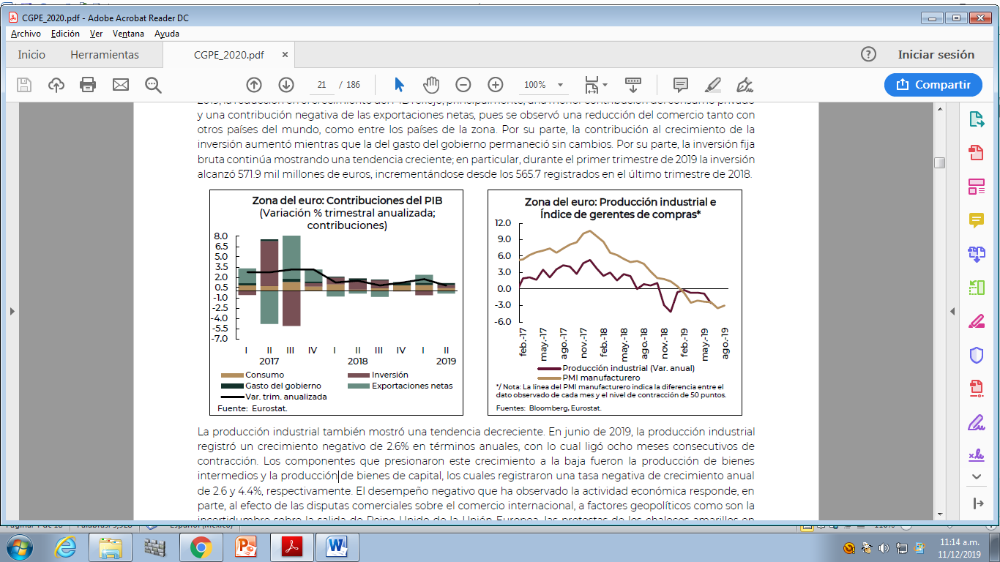 CGPE_2020.pdf - Adobe Acrobat Reader DC
Archivo Edición Ver Ventana Ayuda
Inicio Herramientas CGPE_2020.pdf × Iniciar sesión
21 / 186 100% Compartir
y una contribución negativa de las exportaciones netas, pues se observó una reducción del comercio tanto con
otros países del mundo, como entre los países de la zona. Por su parte, la contribución al crecimiento de la
inversión aumentó mientras que la del gasto del gobierno permaneció sin cambios. Por su parte, la inversión fija
bruta continúa mostrando una tendencia creciente; en particular, durante el primer trimestre de 2019 la inversión
alcanzó 571.9 mil millones de euros, incrementándose desde los 565.7 registrados en el último trimestre de 2018.
Zona del euro: Contribuciones del PIB
(Variación % trimestral anualizada;
contribuciones)
8.0
6.5
5.0
3.5
2.0
0.5
-1.0
-2.5
-4.0
-5.5
-7.0
I II III IV I II III IV I II
2017 2018 2019
Consumo Inversión
Gasto del gobierno Exportaciones netas
Var. trim. anualizada
Fuente: Eurostat.
Zona del euro: Producción industrial e
Índice de gerentes de compras*
12.0
9.0
6.0
3.0
0.0
-3.0
-6.0
feb.-17 may.-17 ago.-17 nov.-17 feb.-18 may.-18 ago.-18 nov.-18 feb.-19 may.-19 ago.-19
Producción industrial (Var. anual)
PMI manufacturero
*/ Nota: La línea del PMI manufacturero indica la diferencia entre el
dato observado de cada mes y el nivel de contracción de 50 puntos.
Fuentes: Bloomberg, Eurostat.
La producción industrial también mostró una tendencia decreciente. En junio de 2019, la producción industrial
registró un crecimiento negativo de 2.6% en términos anuales, con lo cual ligó ocho meses consecutivos de
contracción. Los componentes que presionaron este crecimiento a la baja fueron la producción de bienes
intermedios y la producción de bienes de capital, los cuales registraron una tasa negativa de crecimiento anual
de 2.6 y 4.4%, respectivamente. El desempeño negativo que ha observado la actividad económica responde, en
parte, al efecto de las disputas comerciales sobre el comercio internacional, a factores geopolíticos como son la
incertidumbre sobre la salida de Reino Unido de la Unión Europea, las protestas de los chalecos amarillos en
11:14 a.m.
11/12/2019